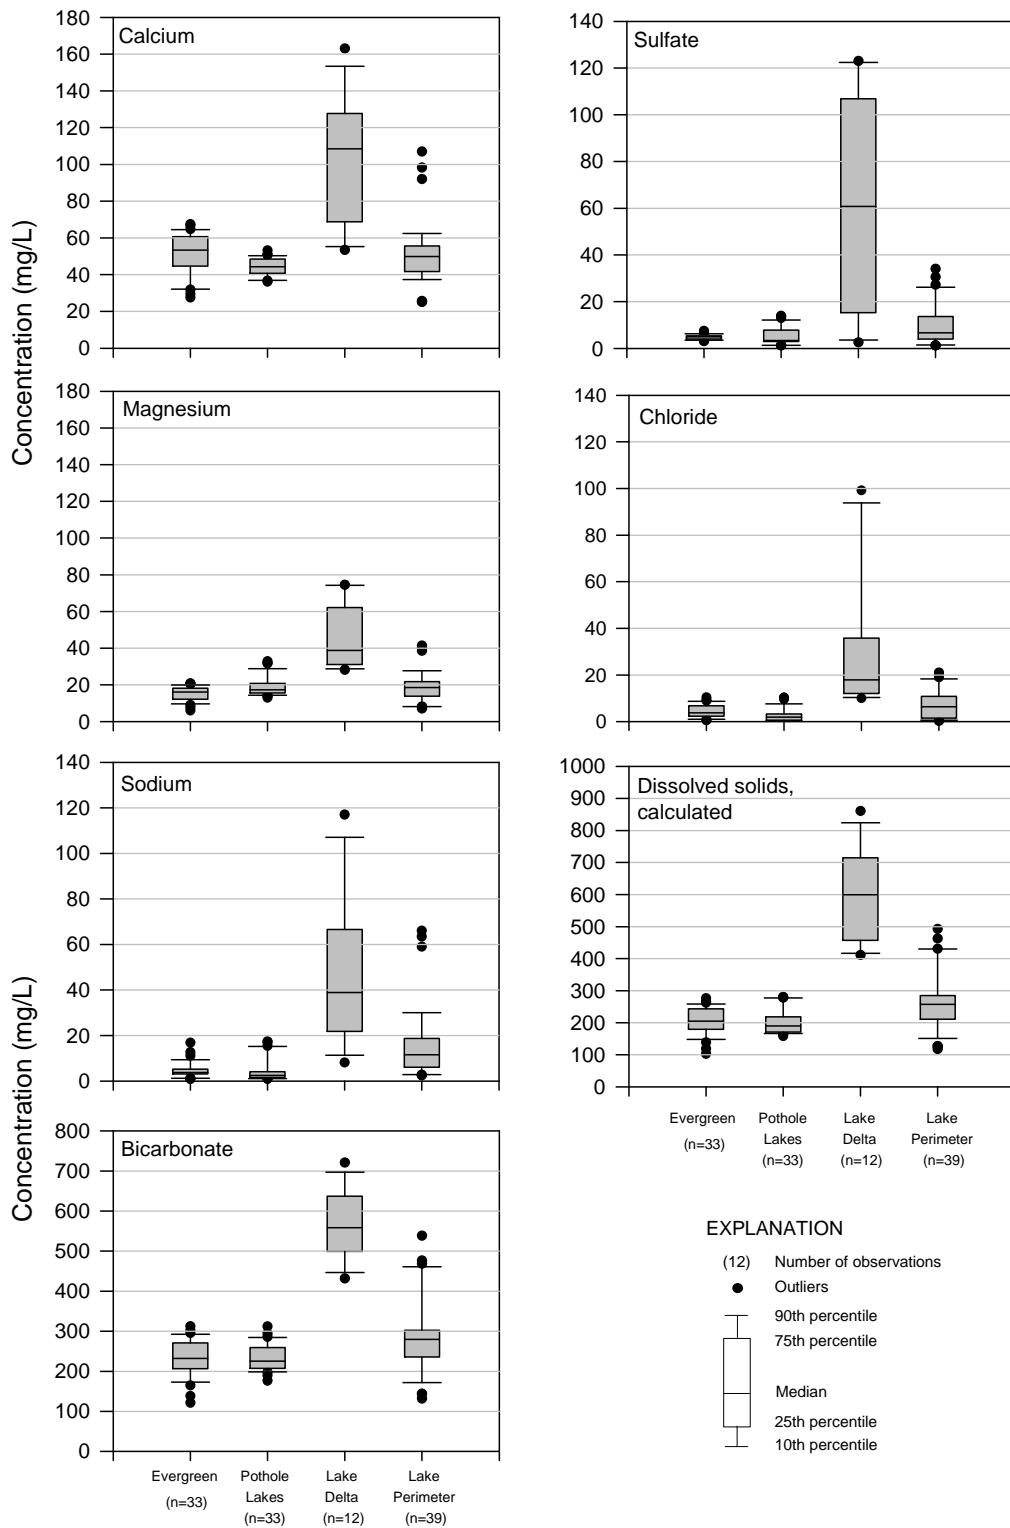 Calcium
180
160
140
120
100
80
60
40
20
0
Concentration (mg/L)
Magnesium
180
160
140
120
100
80
60
40
20
0
Sodium
140
120
100
80
60
40
20
0
Concentration (mg/L)
Bicarbonate
800
700
600
500
400
300
200
100
0
Evergreen
(n=33)
Pothole
Lakes
(n=33)
Lake
Delta
(n=12)
Lake
Perimeter
(n=39)
Sulfate
140
120
100
80
60
40
20
0
Chloride
140
120
100
80
60
40
20
0
Dissolved solids,
calculated
1000
900
800
700
600
500
400
300
200
100
0
Evergreen
(n=33)
Pothole
Lakes
(n=33)
Lake
Delta
(n=12)
Lake
Perimeter
(n=39)
EXPLANATION
(12) Number of observations
Outliers
90th percentile
75th percentile
Median
25th percentile
10th percentile